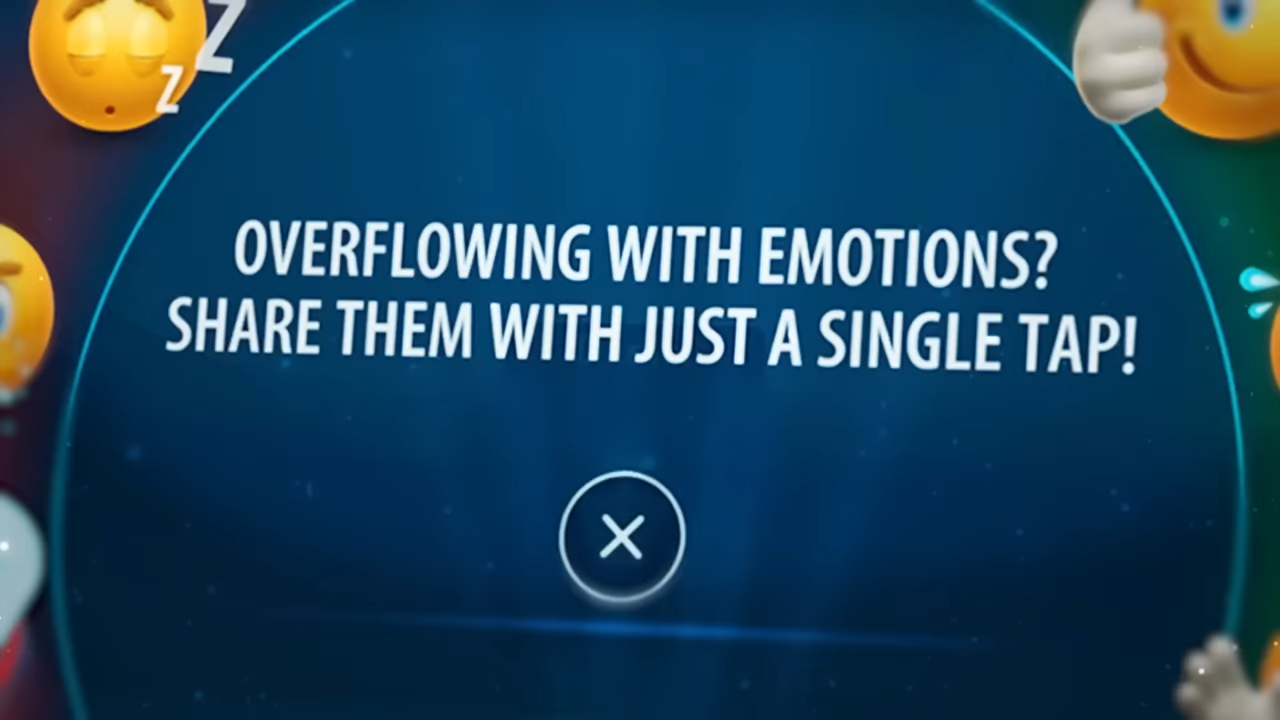 Z
Z
OVERFLOWING WITH EMOTIONS?
SHARE THEM WITH JUST A SINGLE TAP!